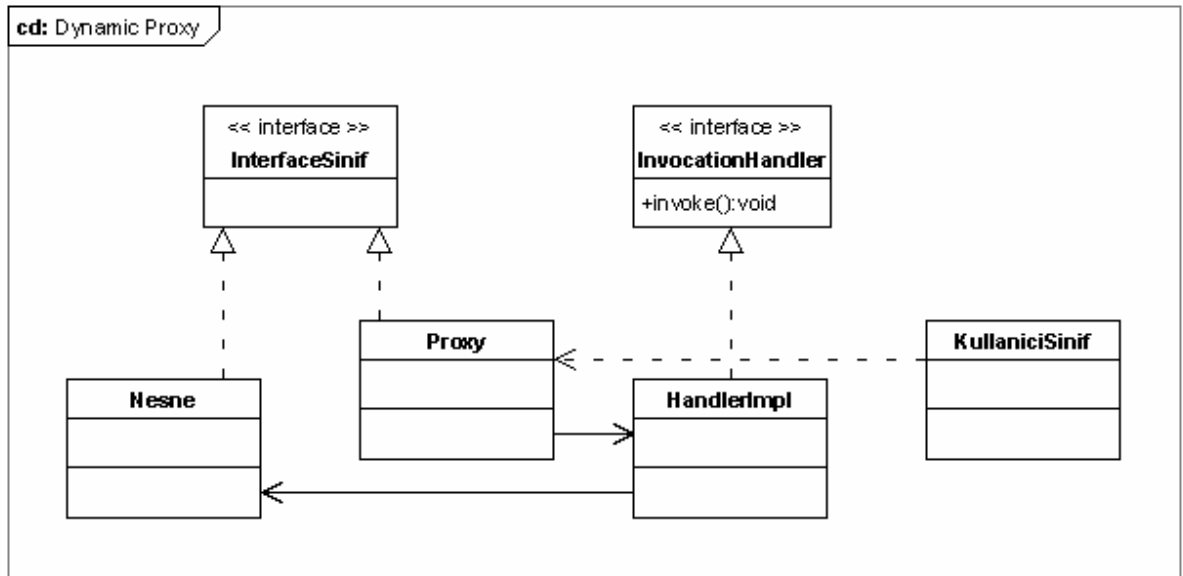 cd: Dynamic Proxy
<< interface >>
InterfaceSinif
<< interface >>
InvocationHandler
+invoke():void
Proxy
KullaniciSinif
Nesne
HandlerImpl